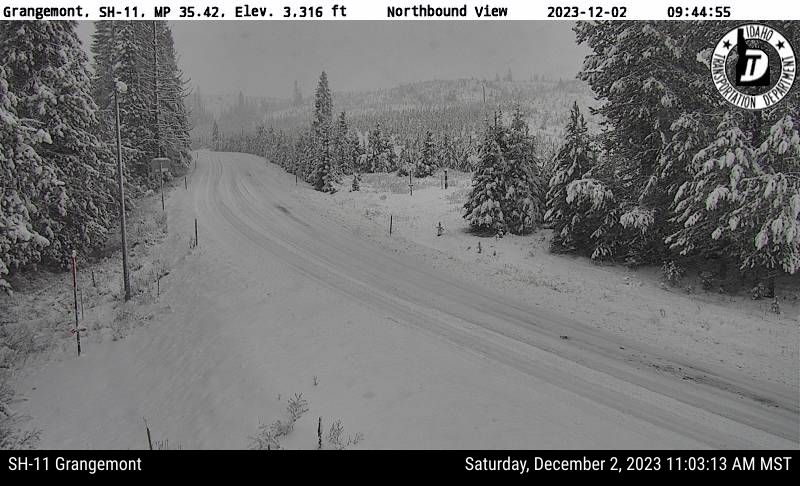 Grangemont, SH-11, MP 35.42, Elev. 3,316 ft Northbound View 2023-12-02 09:44:55
IDAHO
TRANSPORTATION DEPARTMENT
SH-11 Grangemont Saturday, December 2, 2023 11:03:13 AM MST